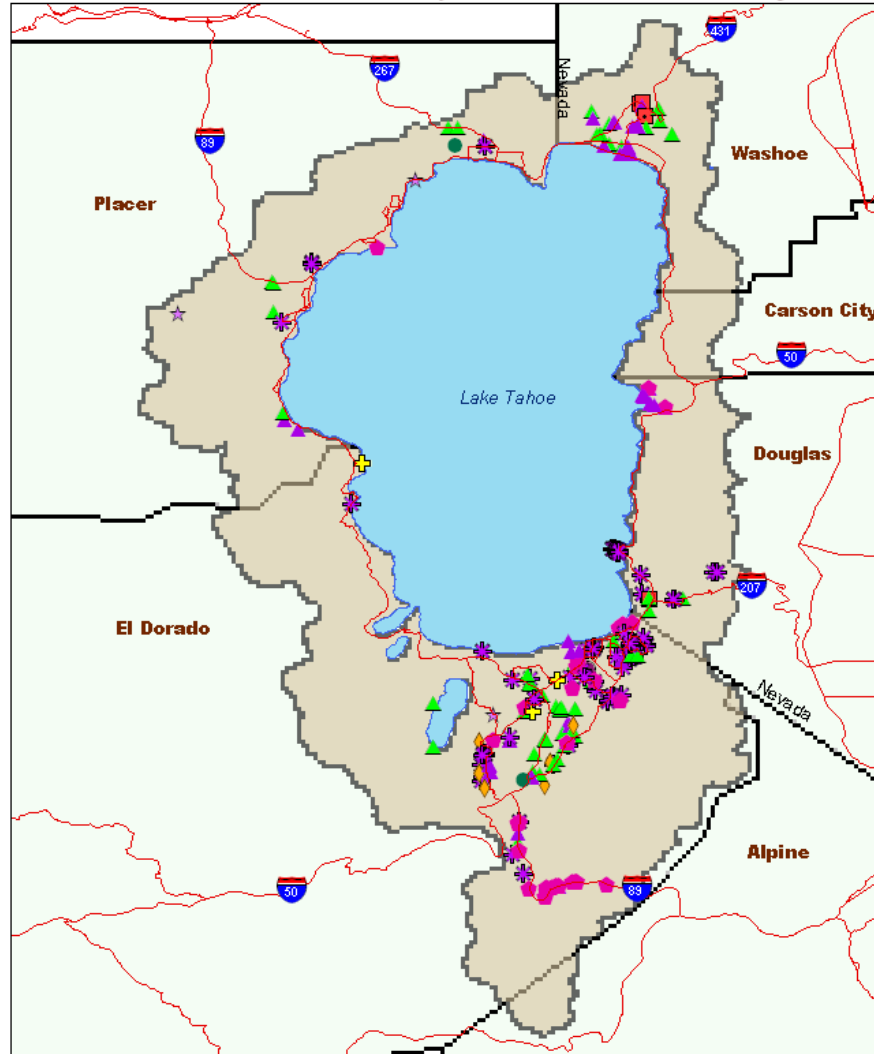 431
267
Nevada
89
Washoe
Placer
Carson City
50
Lake Tahoe
Douglas
207
El Dorado
Nevada
Alpine
50
89